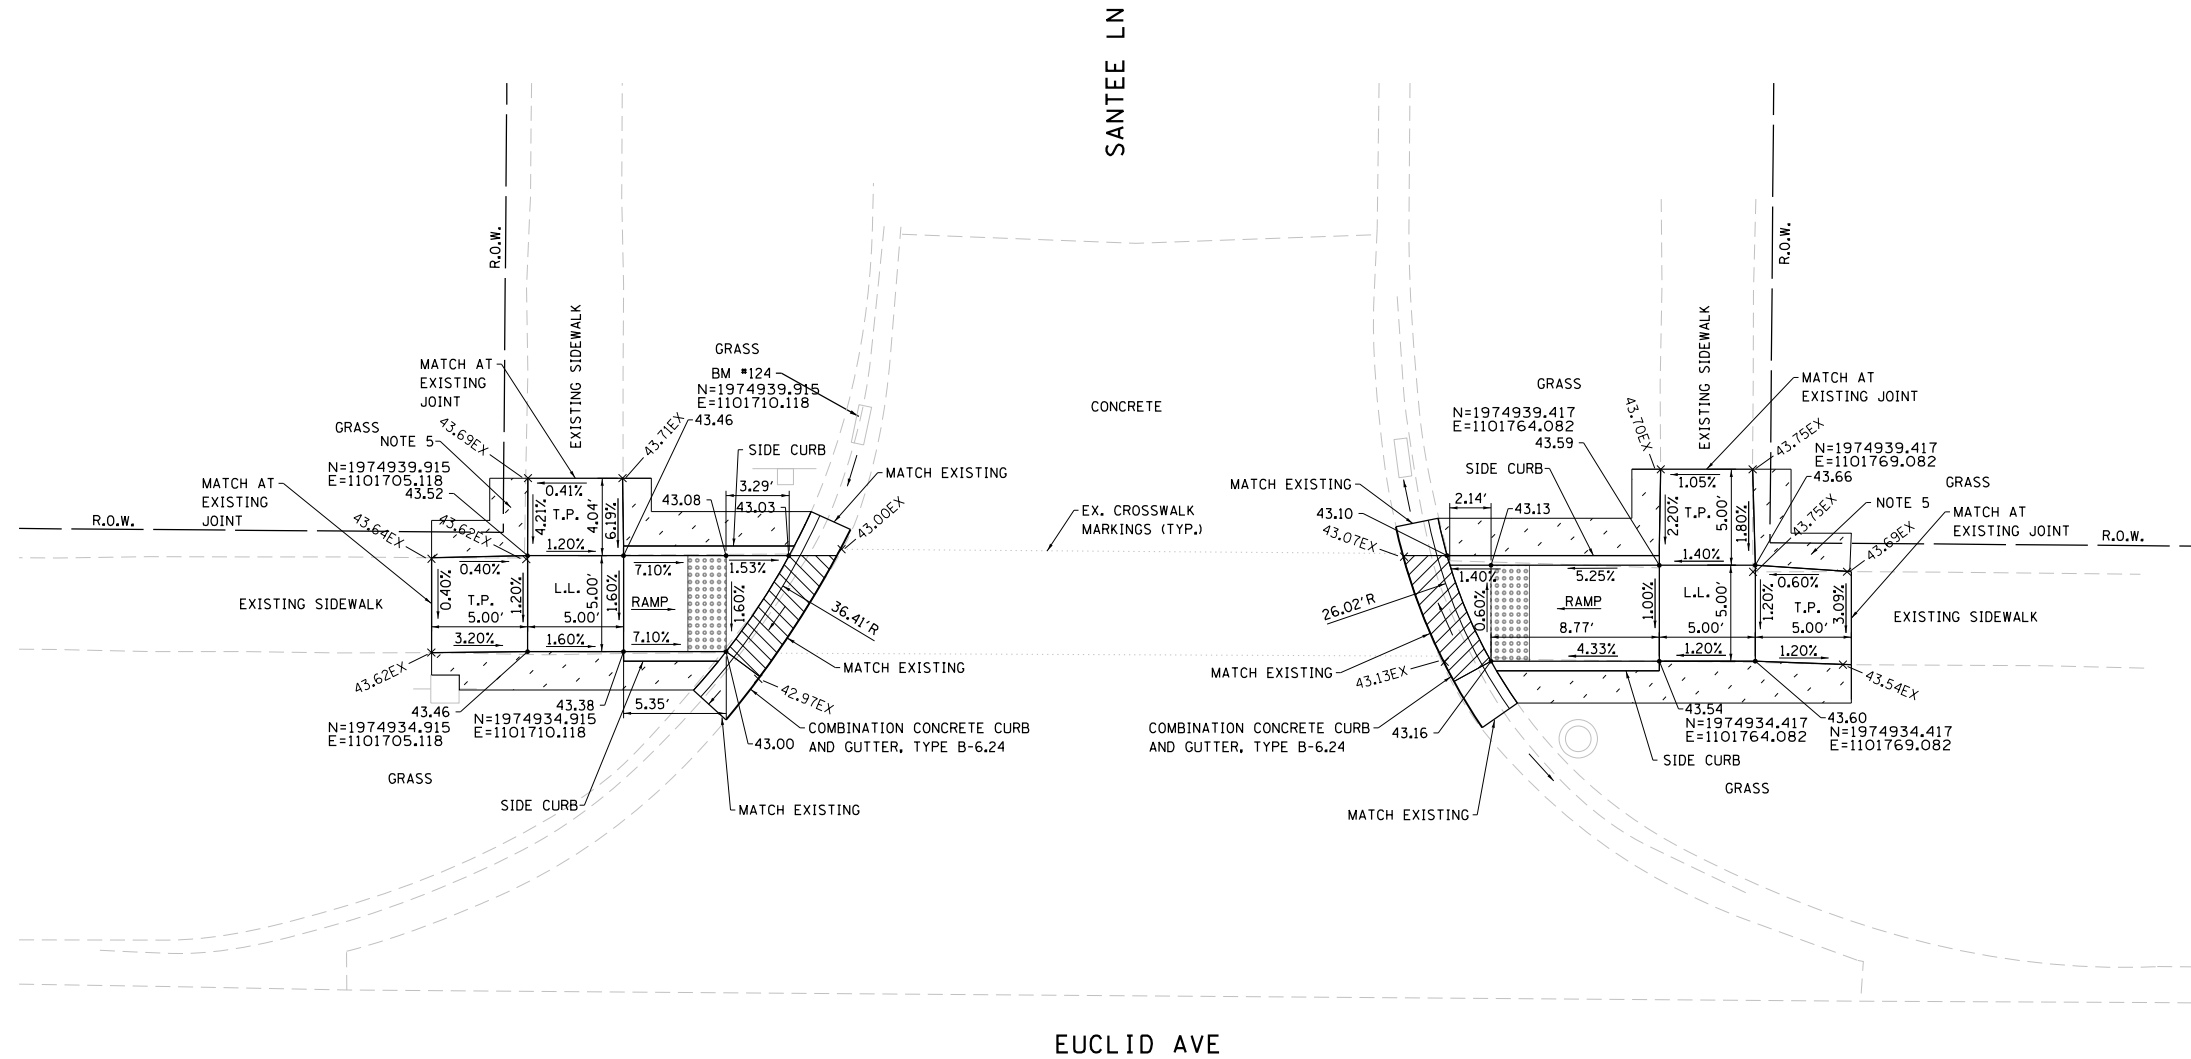 SANTEE LN
R.O.W.
EXISTING SIDEWALK
MATCH AT
EXISTING
JOINT
GRASS
BM #124
N=1974939.915
E=1101710.118
43.46
CONCRETE
GRASS
NOTE 5
43.69EX
43.71EX
N=1974939.915
E=1101705.118
43.52
MATCH AT
EXISTING
JOINT
R.O.W.
43.64EX
43.62EX
0.41%
T.P.
4.21%
4.04'
6.19%
1.20%
SIDE CURB
3.29'
43.08
43.03
MATCH EXISTING
43.00EX
EX. CROSSWALK
MARKINGS (TYP.)
EXISTING SIDEWALK
0.40%
0.40%
T.P.
5.00'
3.20%
1.20%
L.L.
5.00'
5.00'
1.60%
1.60%
7.10%
RAMP
7.10%
1.53%
1.60%
36.41'R
MATCH EXISTING
43.62EX
43.46
N=1974934.915
E=1101705.118
43.38
N=1974934.915
E=1101710.118
5.35'
42.97EX
43.00
COMBINATION CONCRETE CURB
AND GUTTER, TYPE B-6.24
GRASS
SIDE CURB
MATCH EXISTING
R.O.W.
EXISTING SIDEWALK
MATCH AT
EXISTING JOINT
GRASS
N=1974939.417
E=1101764.082
43.59
43.70EX
43.75EX
N=1974939.417
E=1101769.082
43.66
SIDE CURB
MATCH EXISTING
2.14'
43.10
43.13
43.07EX
1.05%
T.P.
2.20%
5.00'
1.80%
1.40%
43.75EX
NOTE 5
GRASS
MATCH AT
EXISTING JOINT
R.O.W.
43.69EX
1.40%
5.25%
0.60%
RAMP
8.77'
4.33%
1.00%
L.L.
5.00'
5.00'
1.20%
1.20%
0.60%
T.P.
5.00'
3.09%
1.20%
EXISTING SIDEWALK
26.02'R
MATCH EXISTING
43.13EX
43.16
COMBINATION CONCRETE CURB
AND GUTTER, TYPE B-6.24
43.54EX
43.54
N=1974934.417
E=1101764.082
43.60
N=1974934.417
E=1101769.082
SIDE CURB
GRASS
MATCH EXISTING
EUCLID AVE